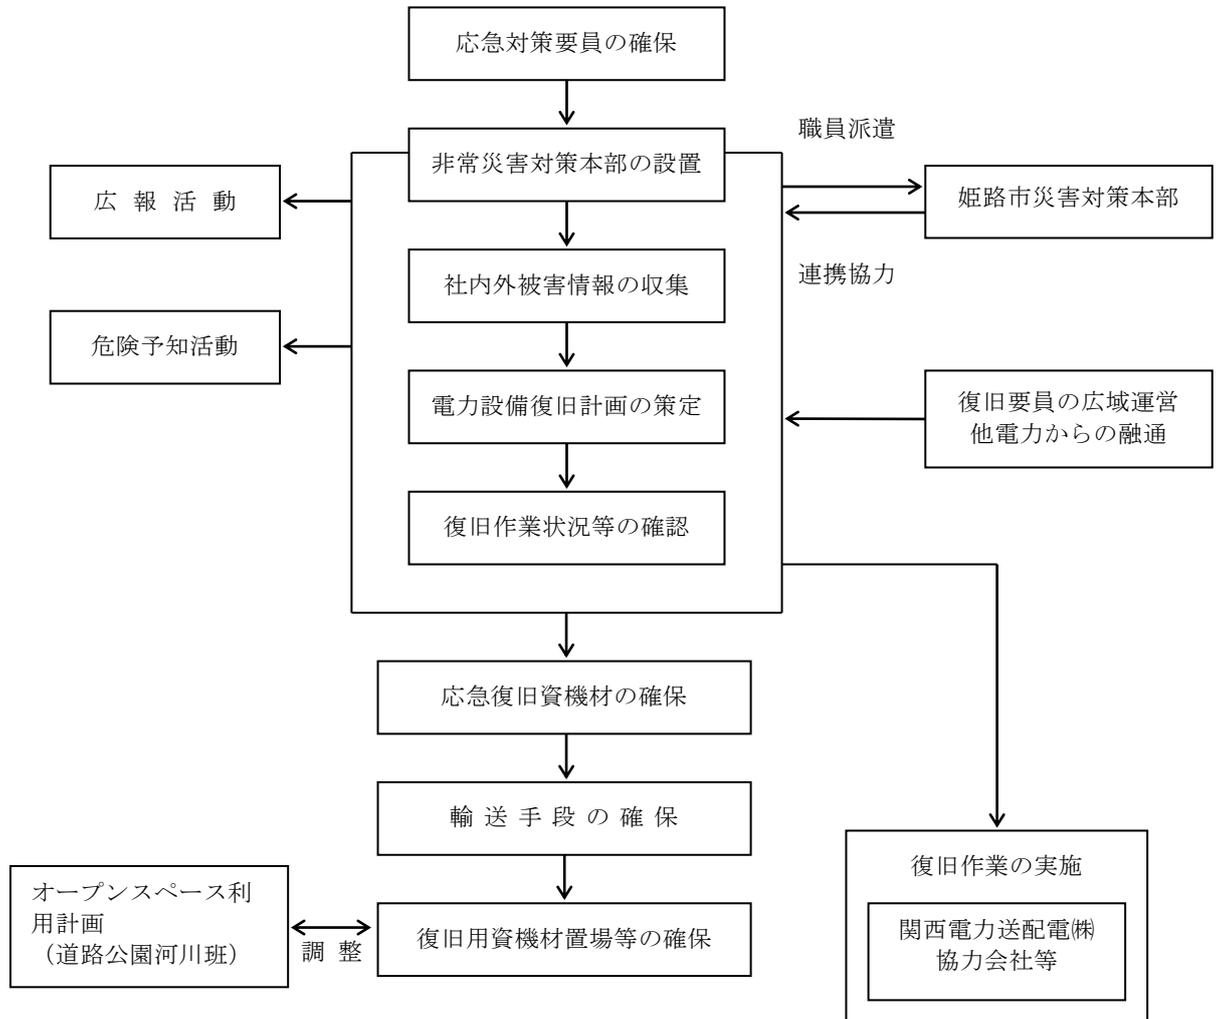 応急対策要員の確保
職員派遣
非常災害対策本部の設置
広 報 活 動
姫路市災害対策本部
社内外被害情報の収集
連携協力
危険予知活動
電力設備復旧計画の策定
復旧要員の広域運営
他電力からの融通
復旧作業状況等の確認
応急復旧資機材の確保
輸 送 手 段 の 確 保
復旧作業の実施
関西電力送配電㈱
協力会社等
オープンスペース利
用計画
（道路公園河川班）
調 整
復旧用資機材置場等の確保